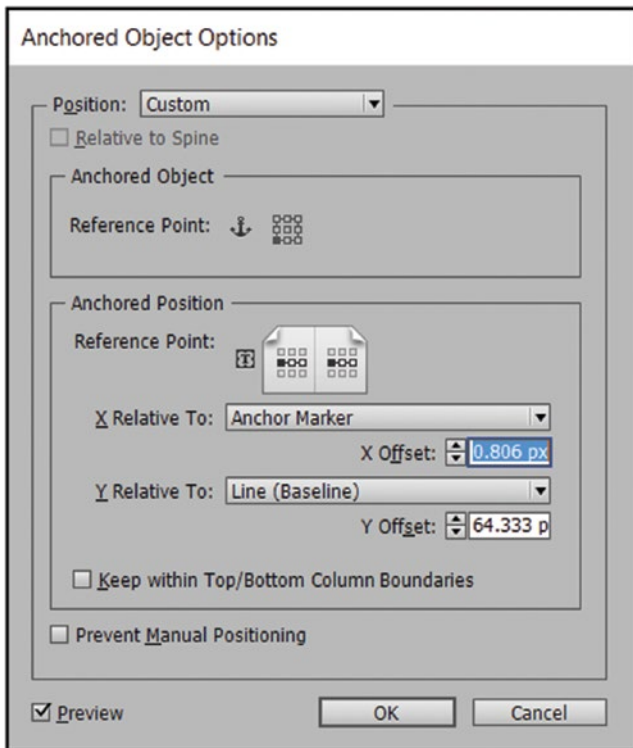 Anchored Object Options
Position: Custom
Relative to Spine
Anchored Object
Reference Point:
Anchored Position
Reference Point:
T
X Relative To: Anchor Marker
X Offset: 0.806 px
Y Relative To: Line (Baseline)
Y Offset: 64.333 p
Keep within Top/Bottom Column Boundaries
Prevent Manual Positioning
Preview OK Cancel